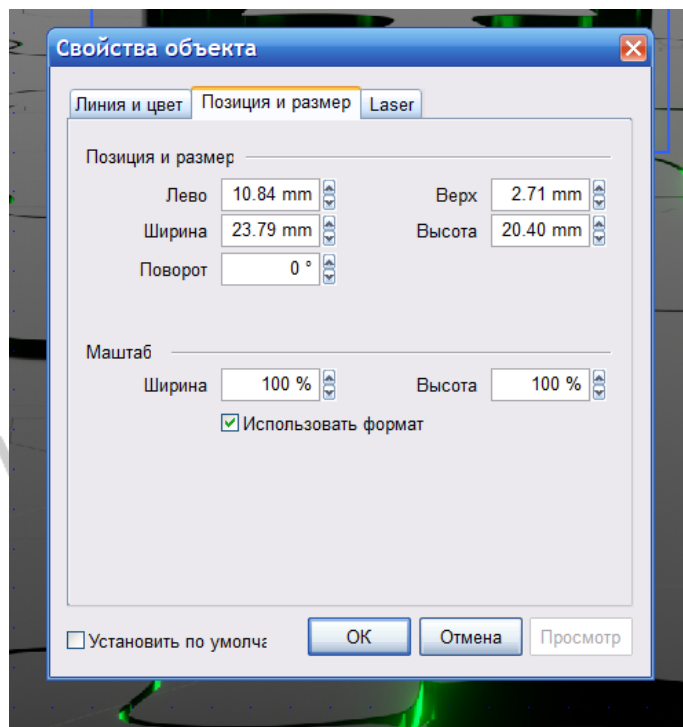 Свойства объекта
Линия и цвет Позиция и размер Laser
Позиция и размер
Лево 10.84 mm Верх 2.71 mm
Ширина 23.79 mm Высота 20.40 mm
Поворот 0 °
Маштаб
Ширина 100 % Высота 100 %
Использовать формат
Установить по умолча OK Отмена Просмотр